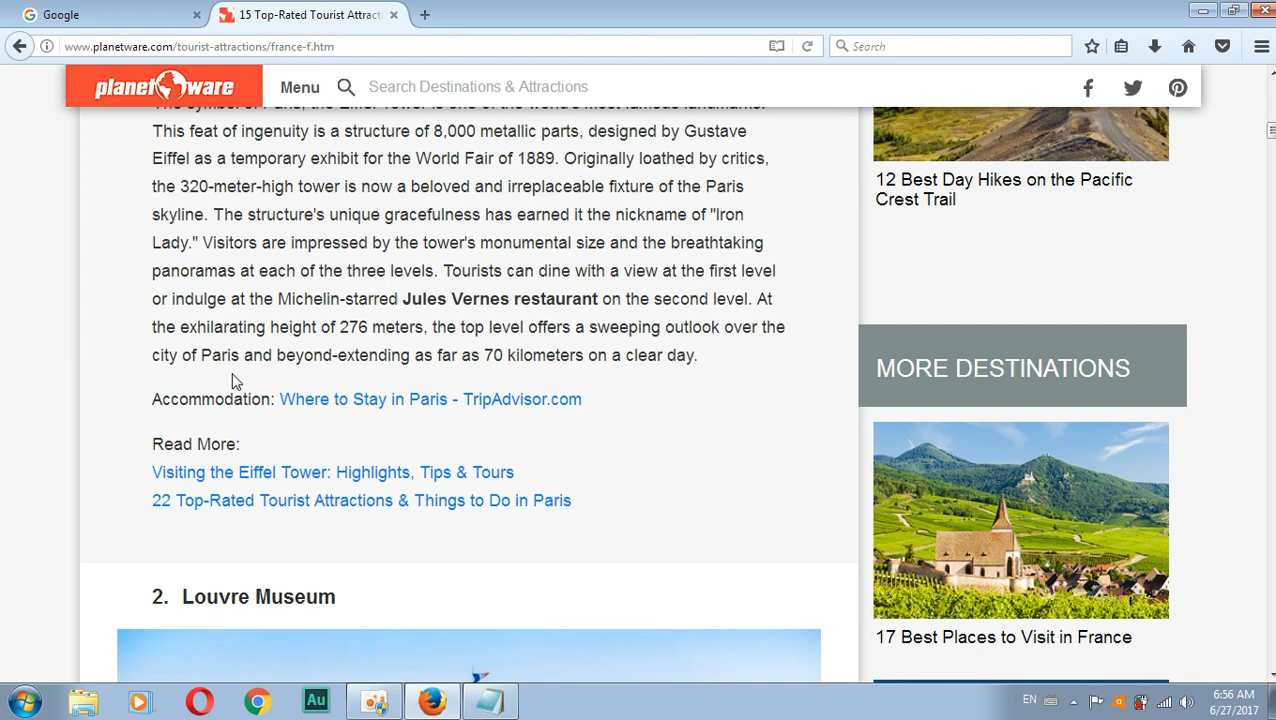 Google
15 Top-Rated Tourist Attracti
www.planetware.com/tourist-attractions/france-f.htm
Search
planetware
Menu
Search Destinations & Attractions
This feat of ingenuity is a structure of 8,000 metallic parts, designed by Gustave
Eiffel as a temporary exhibit for the World Fair of 1889. Originally loathed by critics,
the 320-meter-high tower is now a beloved and irreplaceable fixture of the Paris
skyline. The structure's unique gracefulness has earned it the nickname of "Iron
Lady." Visitors are impressed by the tower's monumental size and the breathtaking
panoramas at each of the three levels. Tourists can dine with a view at the first level
or indulge at the Michelin-starred Jules Vernes restaurant on the second level. At
the exhilarating height of 276 meters, the top level offers a sweeping outlook over the
city of Paris and beyond-extending as far as 70 kilometers on a clear day.
Accommodation: Where to Stay in Paris - TripAdvisor.com
Read More:
Visiting the Eiffel Tower: Highlights, Tips & Tours
22 Top-Rated Tourist Attractions & Things to Do in Paris
2. Louvre Museum
12 Best Day Hikes on the Pacific
Crest Trail
MORE DESTINATIONS
17 Best Places to Visit in France
Au
EN
6:56 AM
6/27/2017